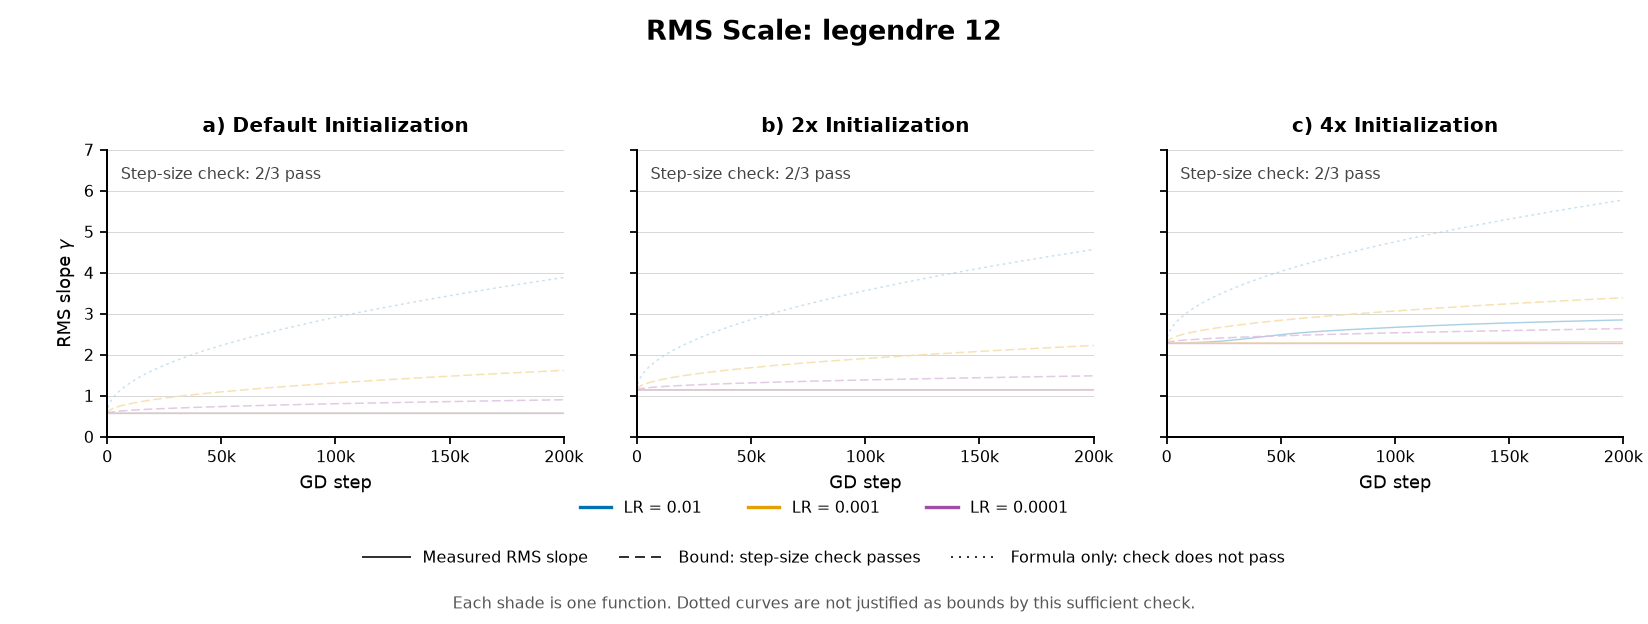 RMS Scale: legendre 12
a) Default Initialization
b) 2x Initialization
c) 4x Initialization
Step-size check: 2/3 pass
Step-size check: 2/3 pass
Step-size check: 2/3 pass
RMS slope γ
7
6
5
4
3
2
1
0
0 50k 100k 150k 200k
0 50k 100k 150k 200k
0 50k 100k 150k 200k
GD step
GD step
GD step
LR = 0.01
LR = 0.001
LR = 0.0001
Measured RMS slope
Bound: step-size check passes
Formula only: check does not pass
Each shade is one function. Dotted curves are not justified as bounds by this sufficient check.